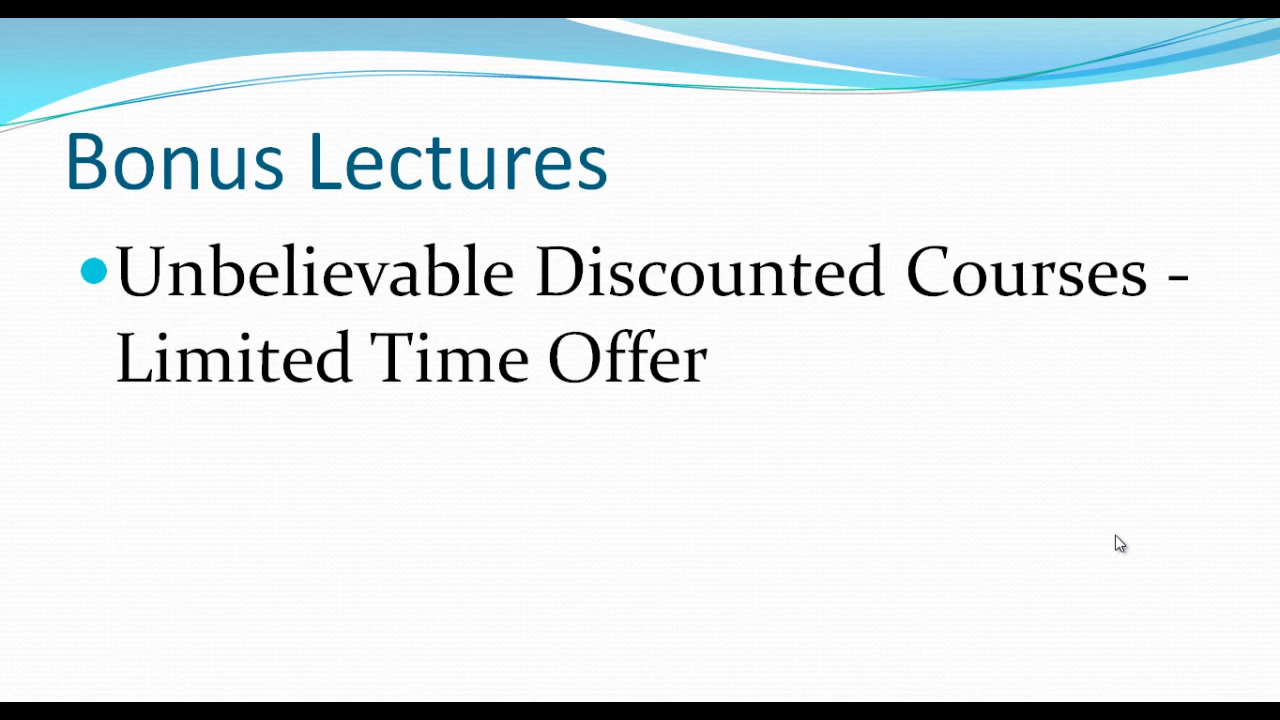 Bonus Lectures
Unbelievable Discounted Courses -
Limited Time Offer